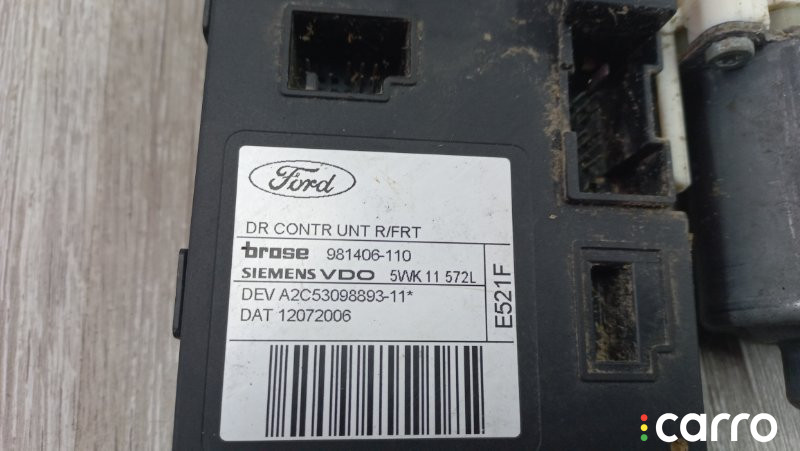 Ford
DR CONTR UNT R/FRT
brose 981406-110
SIEMENS VDO 5WK 11 572L
DEV A2C53098893-11*
DAT 12072006
E521F
carro